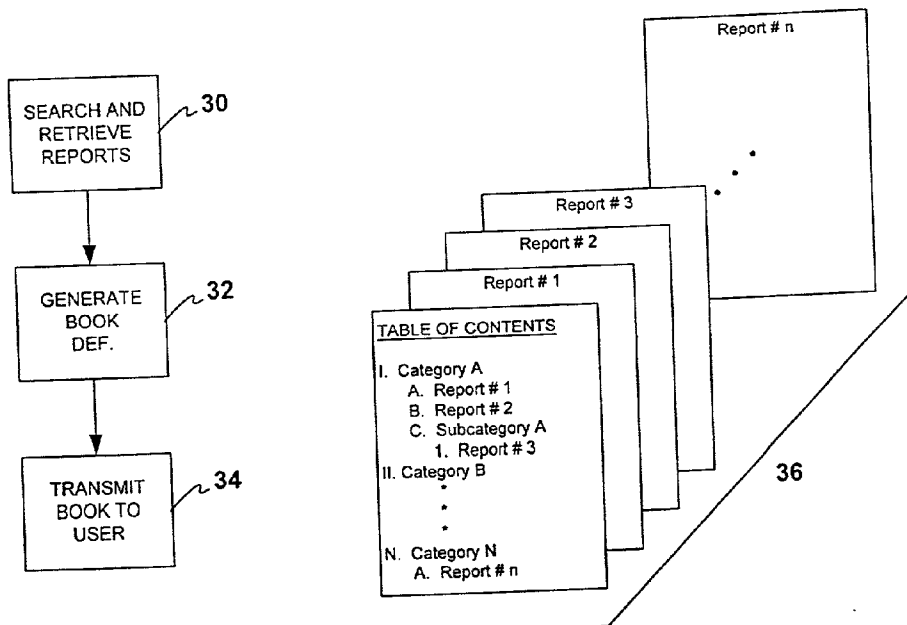 SEARCH AND
RETRIEVE
REPORTS
30
GENERATE
BOOK
DEF.
32
TRANSMIT
BOOK TO
USER
34
Report # n
Report # 3
Report # 2
Report # 1
TABLE OF CONTENTS
I. Category A
A. Report # 1
B. Report # 2
C. Subcategory A
1. Report # 3
II. Category B
N. Category N
A. Report # n
36